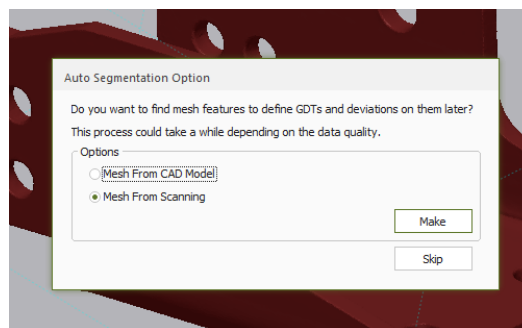 Auto Segmentation Option
Do you want to find mesh features to define GDTs and deviations on them later?
This process could take a while depending on the data quality.
Options
Mesh From CAD Model
Mesh From Scanning
Make
Skip